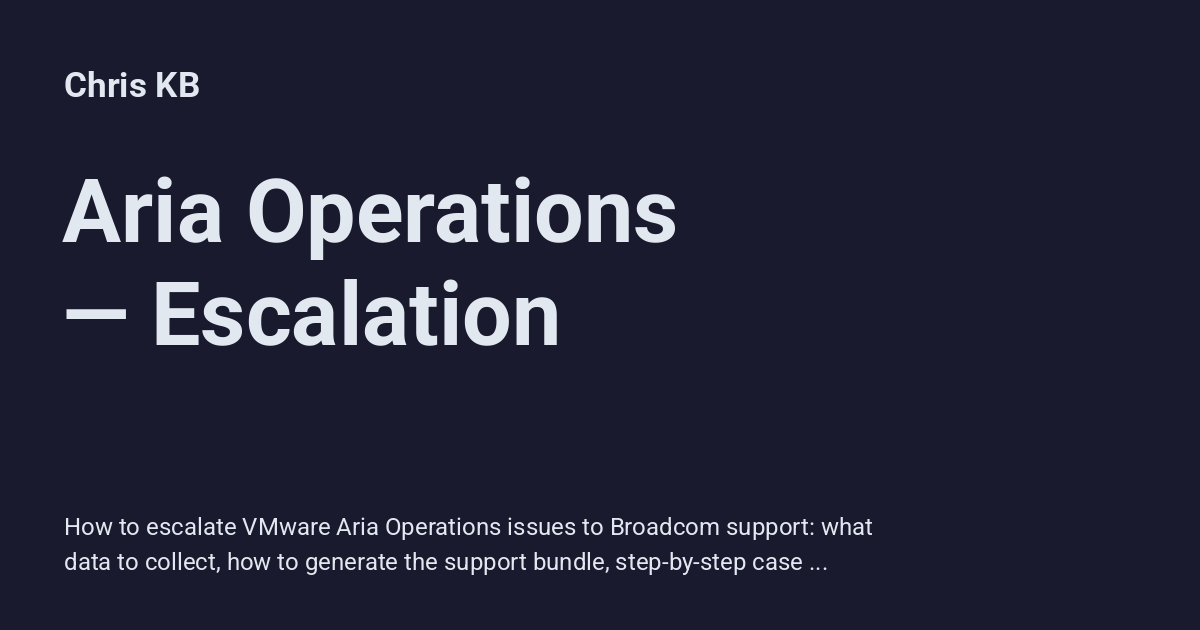 Chris KB
Aria Operations
— Escalation
How to escalate VMware Aria Operations issues to Broadcom support: what
data to collect, how to generate the support bundle, step-by-step case ...